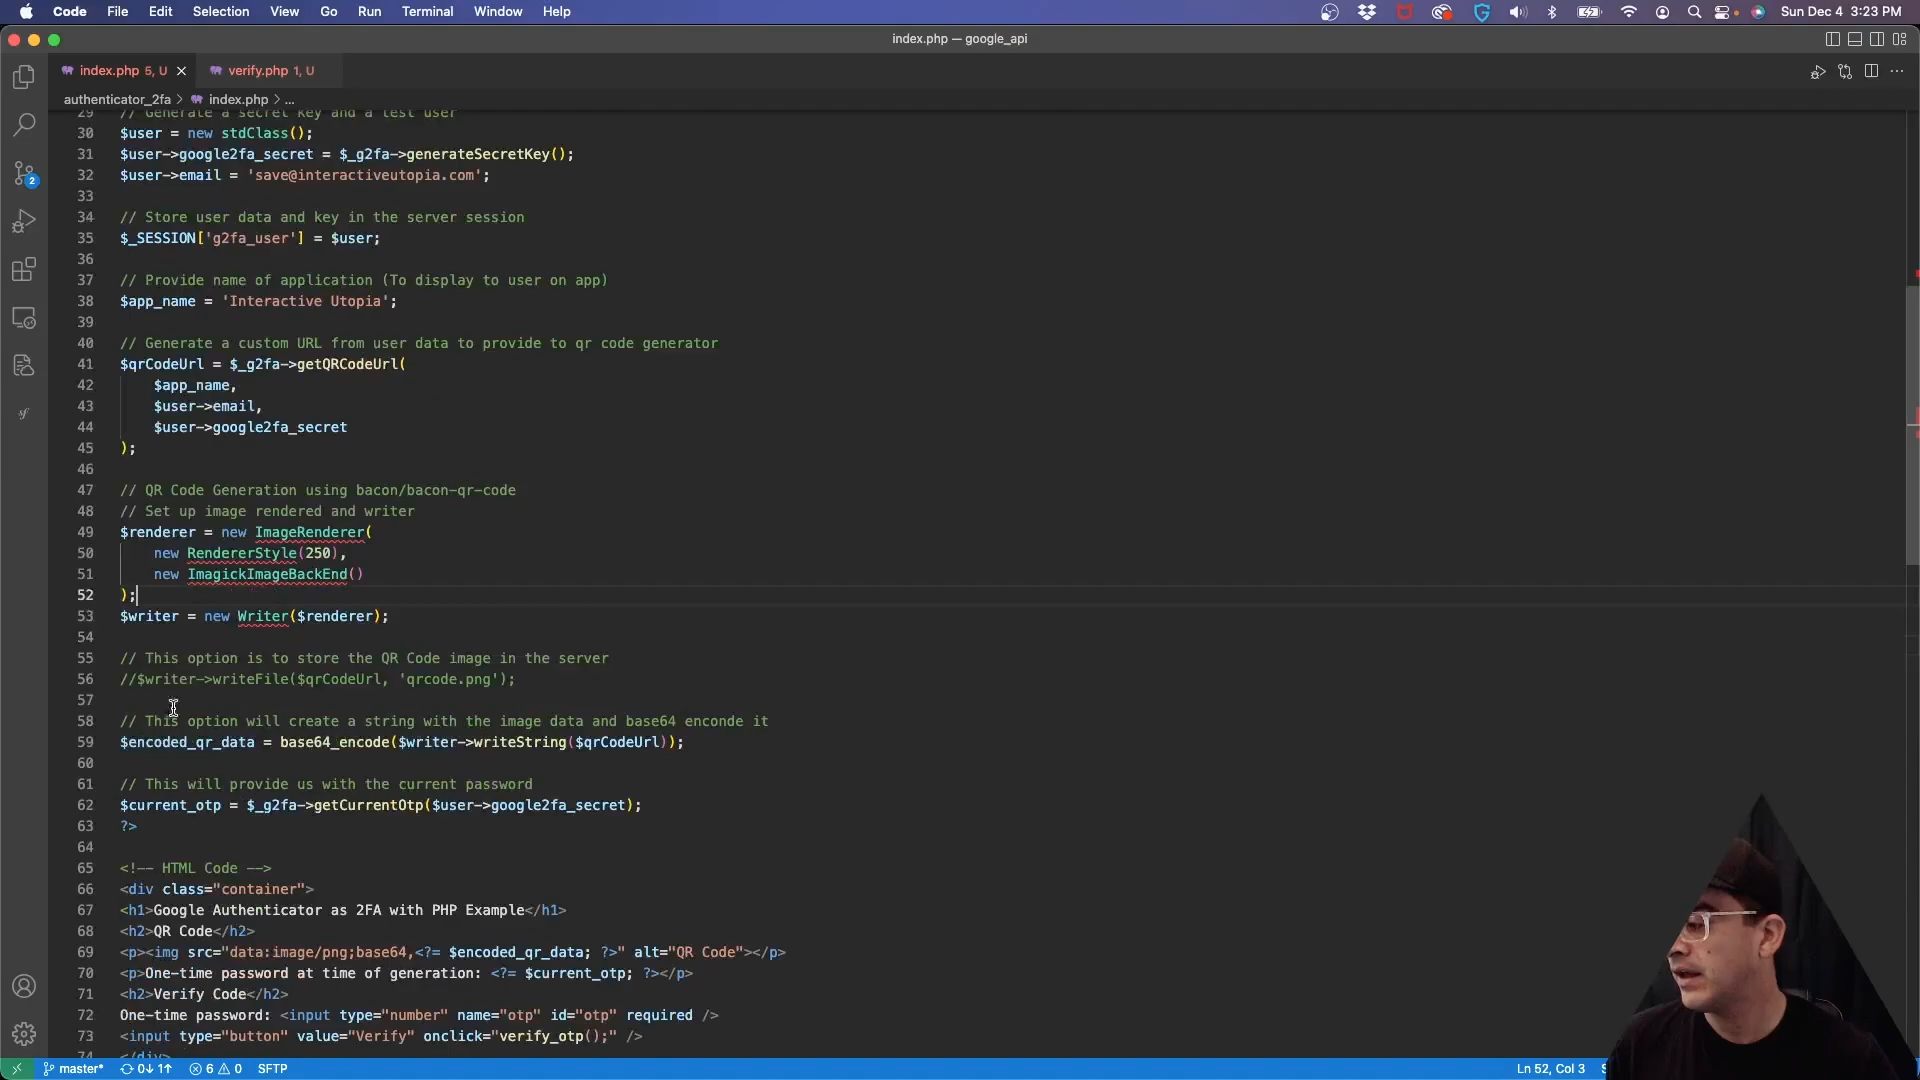 Code File Edit Selection View Go Run Terminal Window Help Sun Dec 4 3:23 PM
index.php — google_api
index.php 5, U verify.php 1, U
authenticator_2fa > index.php > ...
29 // Generate a secret key and a test user
30 $user = new stdClass();
31 $user->google2fa_secret = $_g2fa->generateSecretKey();
32 $user->email = 'save@interactiveutopia.com';
33
34 // Store user data and key in the server session
35 $_SESSION['g2fa_user'] = $user;
36
37 // Provide name of application (To display to user on app)
38 $app_name = 'Interactive Utopia';
39
40 // Generate a custom URL from user data to provide to qr code generator
41 $qrCodeUrl = $_g2fa->getQRCodeUrl(
42 $app_name,
43 $user->email,
44 $user->google2fa_secret
45 );
46
47 // QR Code Generation using bacon/bacon-qr-code
48 // Set up image rendered and writer
49 $renderer = new ImageRenderer(
50 new RendererStyle(250),
51 new ImagickImageBackEnd()
52 );
53 $writer = new Writer($renderer);
54
55 // This option is to store the QR Code image in the server
56 //$writer->writeFile($qrCodeUrl, 'qrcode.png');
57
58 // This option will create a string with the image data and base64 enconde it
59 $encoded_qr_data = base64_encode($writer->writeString($qrCodeUrl));
60
61 // This will provide us with the current password
62 $current_otp = $_g2fa->getCurrentOtp($user->google2fa_secret);
63 ?>
64
65 <!-- HTML Code -->
66 <div class="container">
67 <h1>Google Authenticator as 2FA with PHP Example</h1>
68 <h2>QR Code</h2>
69 <p><img src="data:image/png;base64,<?= $encoded_qr_data; ?>" alt="QR Code"></p>
70 <p>One-time password at time of generation: <?= $current_otp; ?></p>
71 <h2>Verify Code</h2>
72 One-time password: <input type="number" name="otp" id="otp" required />
73 <input type="button" value="Verify" onclick="verify_otp();" />
74 </div>
2
master* 0↓ 1↑ 6 0 SFTP Ln 52, Col 3